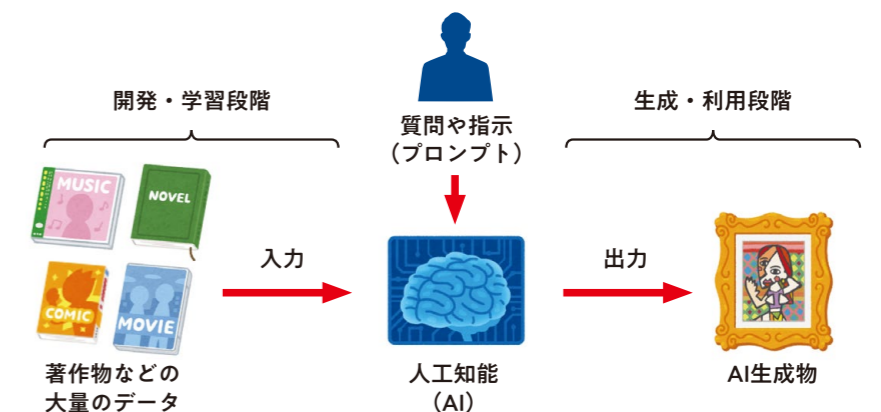 開発・学習段階
質問や指示
（プロンプト）
生成・利用段階
MUSIC
NOVEL
COMIC
MOVIE
入力
出力
著作物などの
大量のデータ
人工知能
（AI）
AI生成物